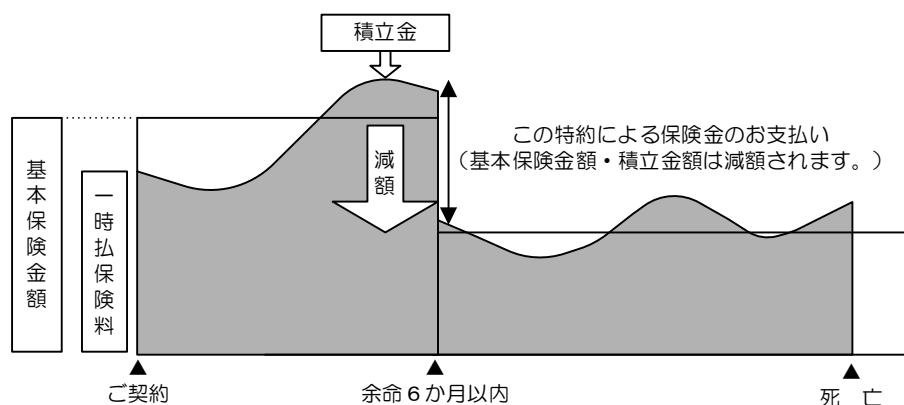 積立金
この特約による保険金のお支払い
（基本保険金額・積立金額は減額されます。）
減額
基本保険金額
一時払保険料
ご契約
余命６か月以内
死　亡